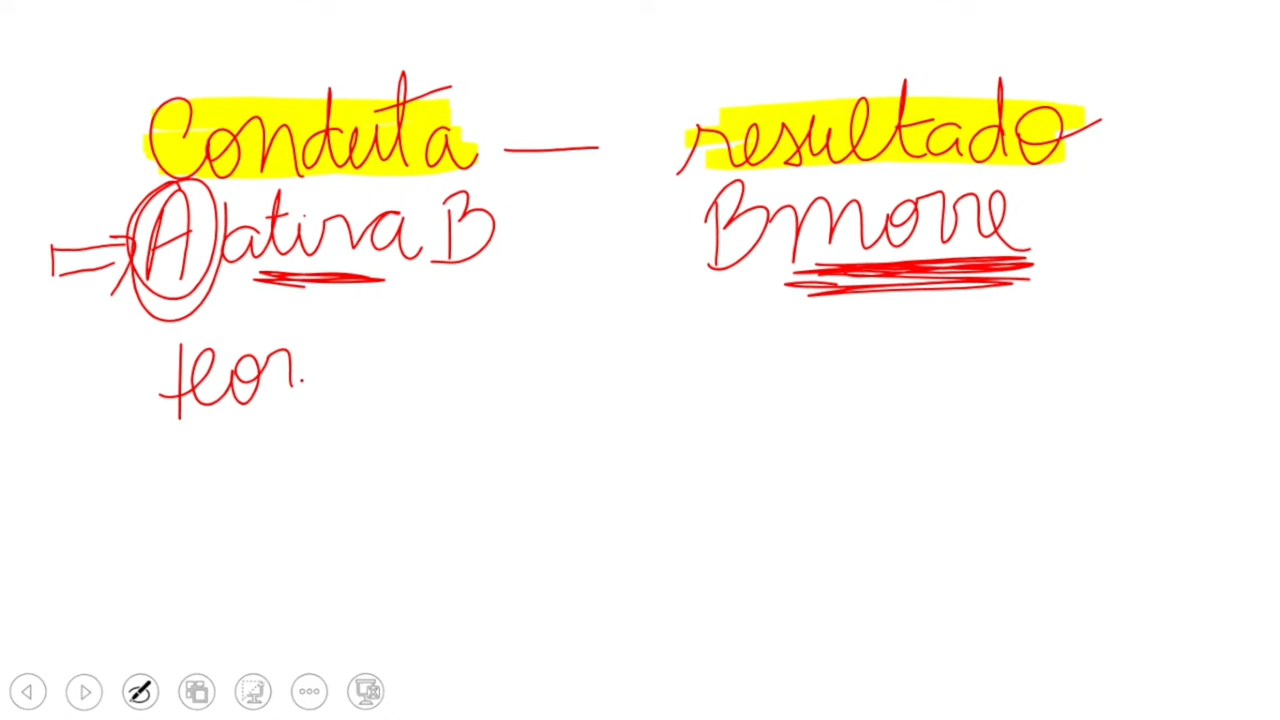 Conduta — resultado
A atira B B morre
teor